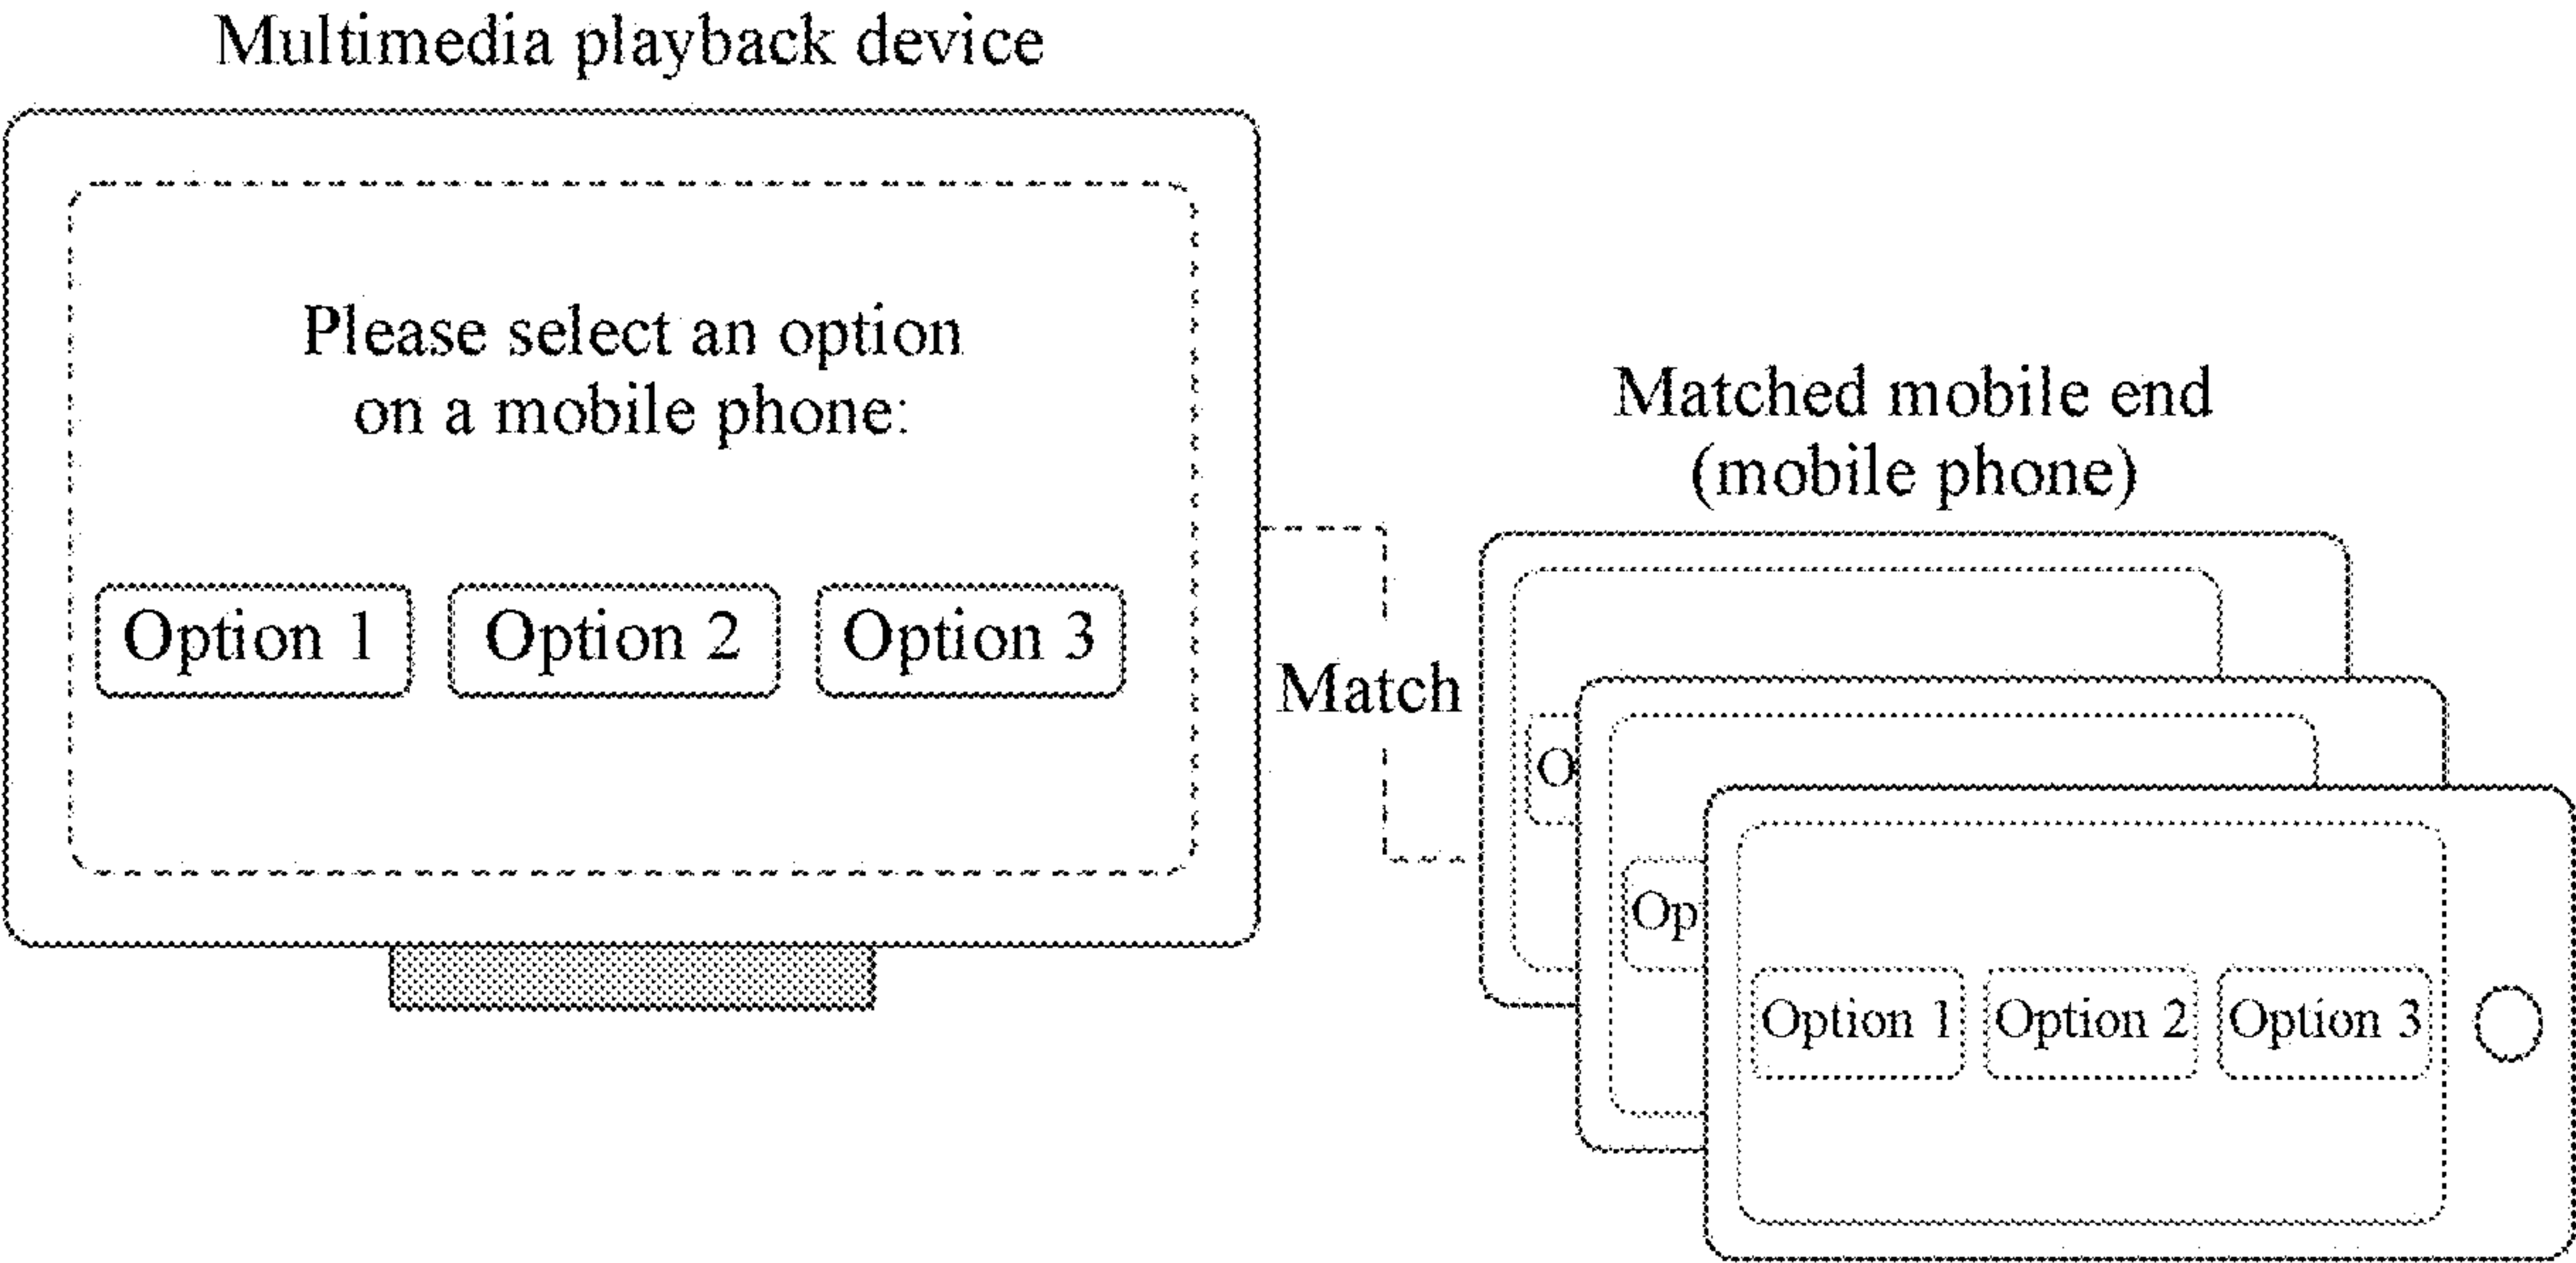 Multimedia playback device
Please select an option
on a mobile phone:
Option 1 Option 2 Option 3
Match
Matched mobile end
(mobile phone)
O
Op
Option 1 Option 2 Option 3